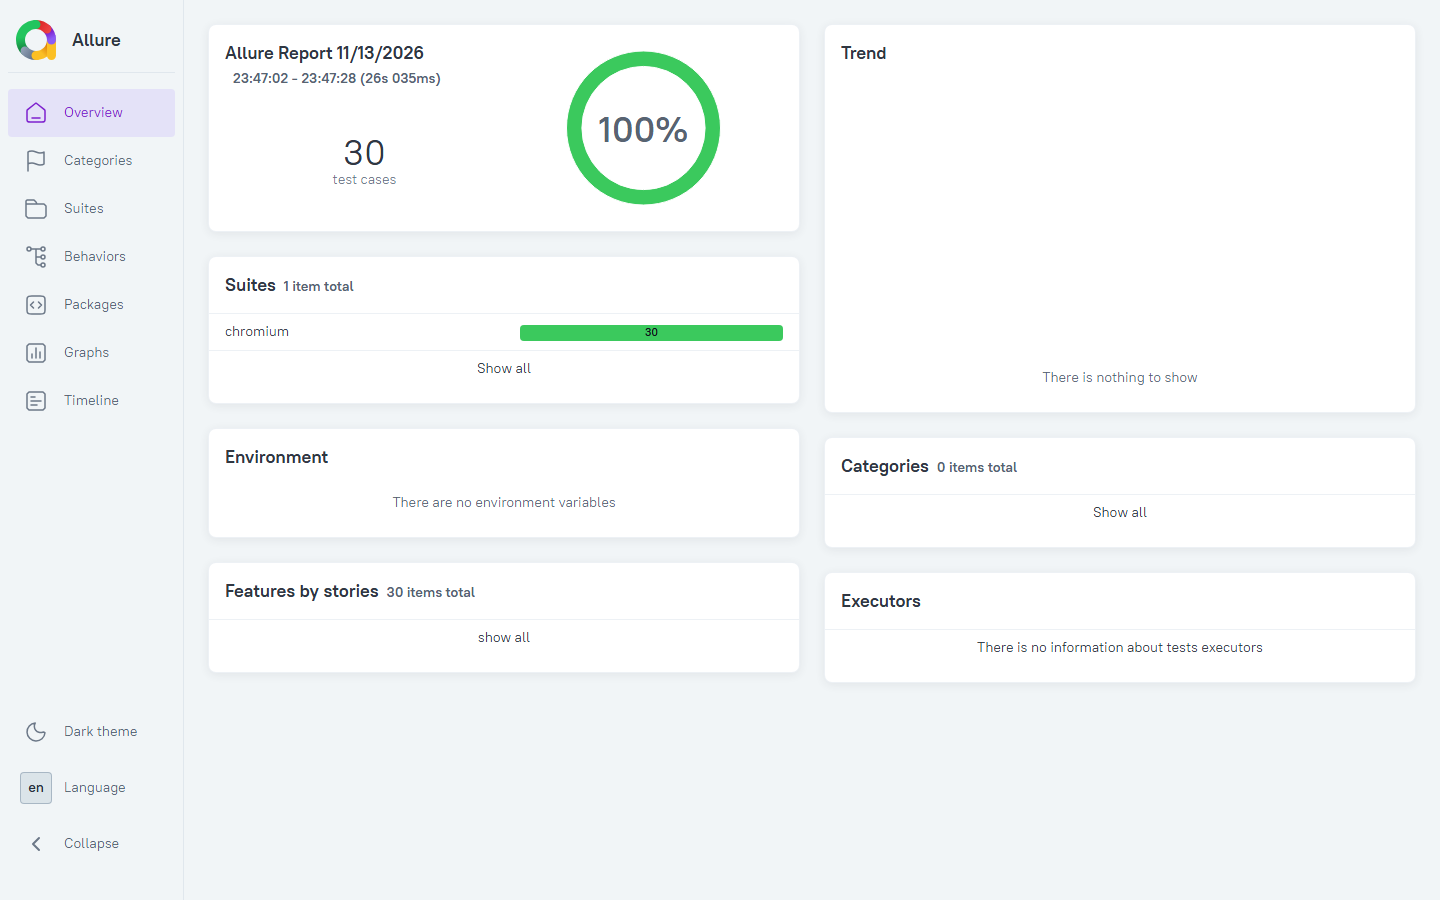 Allure
Overview
Categories
Suites
Behaviors
Packages
Graphs
Timeline
Dark theme
en Language
Collapse
Allure Report 11/13/2026
23:47:02 - 23:47:28 (26s 035ms)
30
test cases
100%
Suites 1 item total
chromium 30
Show all
Environment
There are no environment variables
Features by stories 30 items total
show all
Trend
There is nothing to show
Categories 0 items total
Show all
Executors
There is no information about tests executors